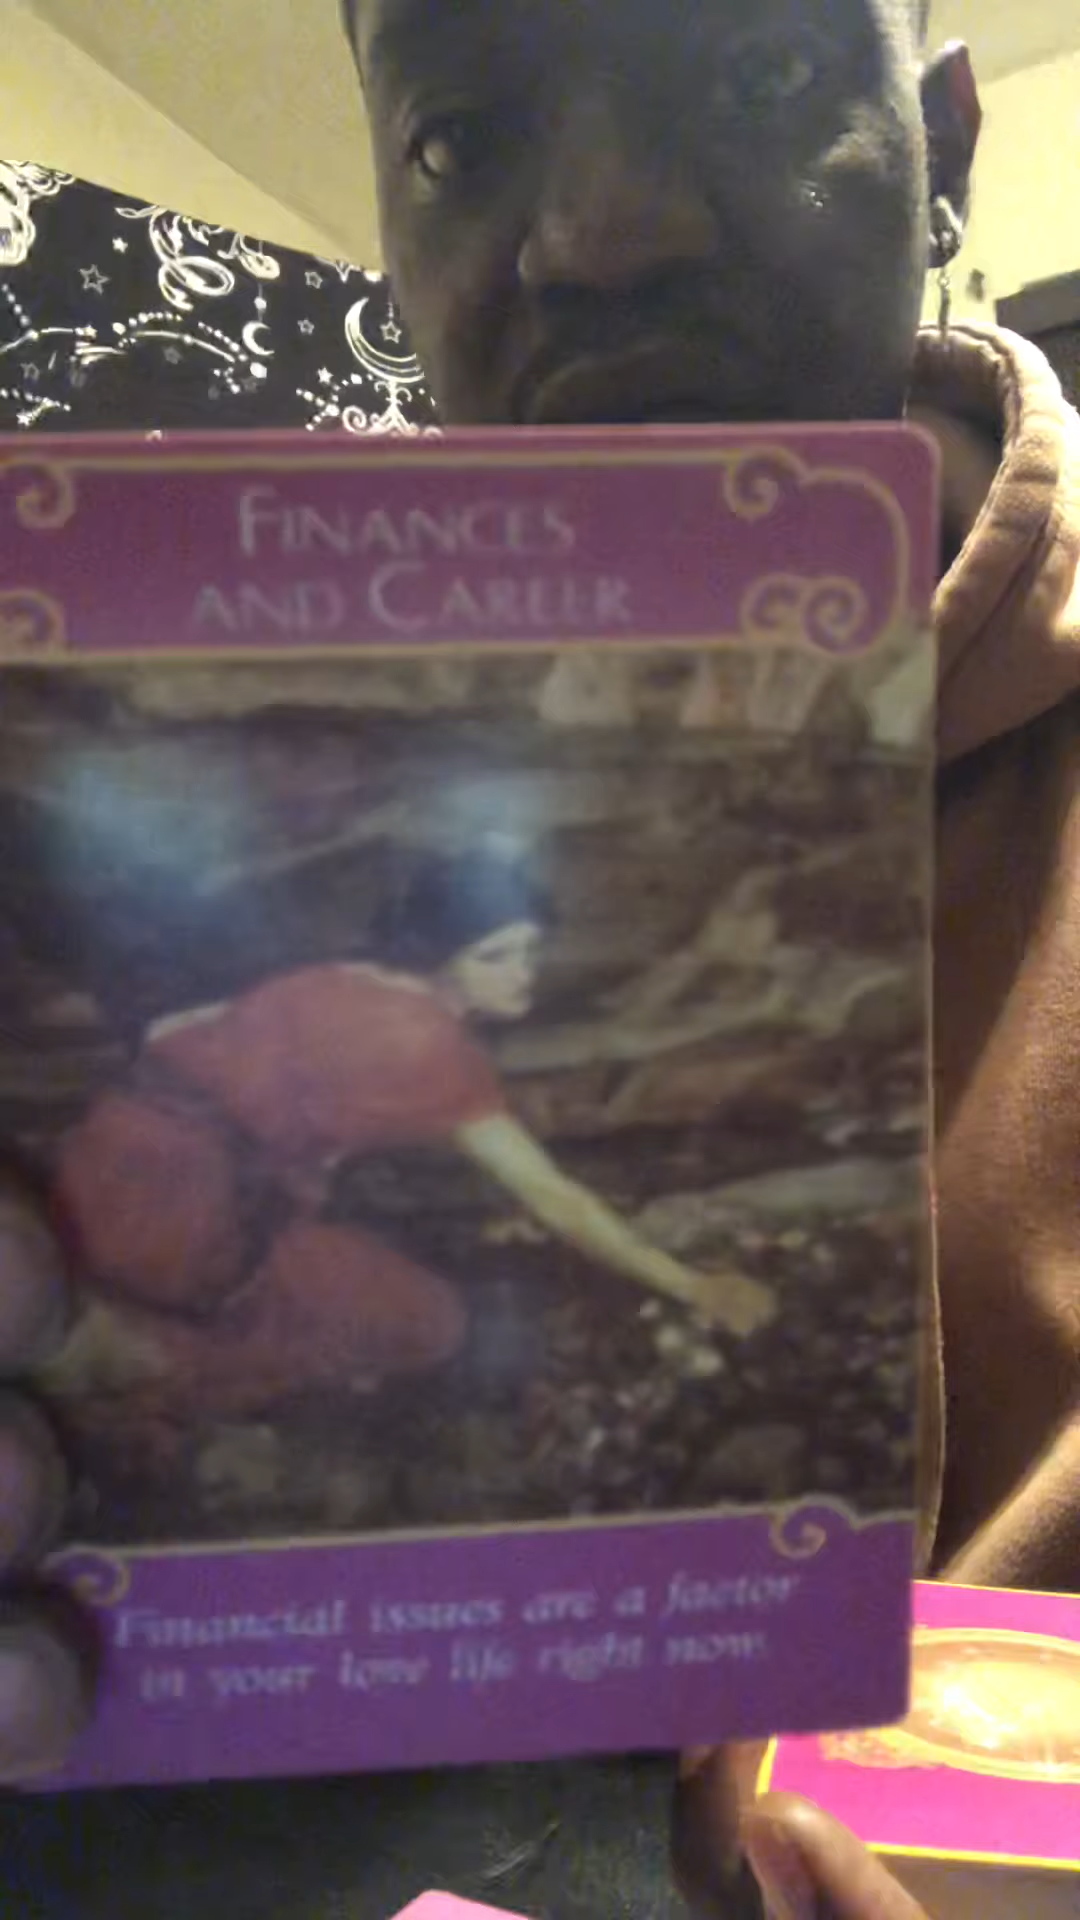 FINANCES
AND CAREER
Financial issues are a factor
in your love life right now.